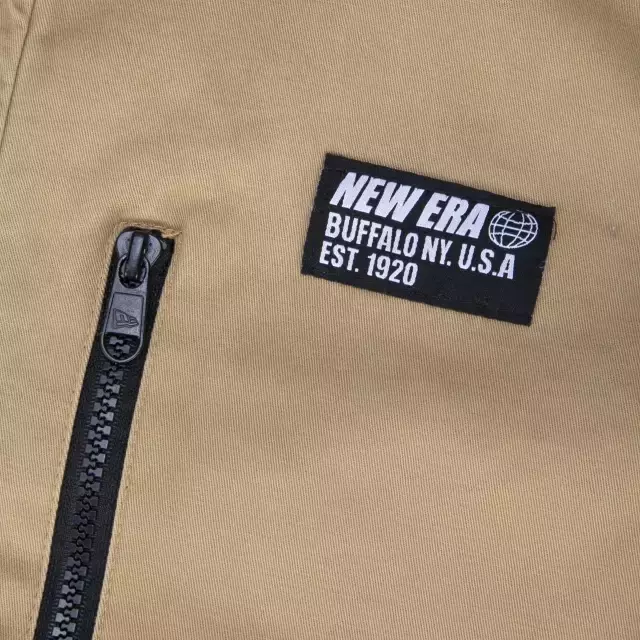 NEW ERA
BUFFALO NY. U.S.A
EST. 1920